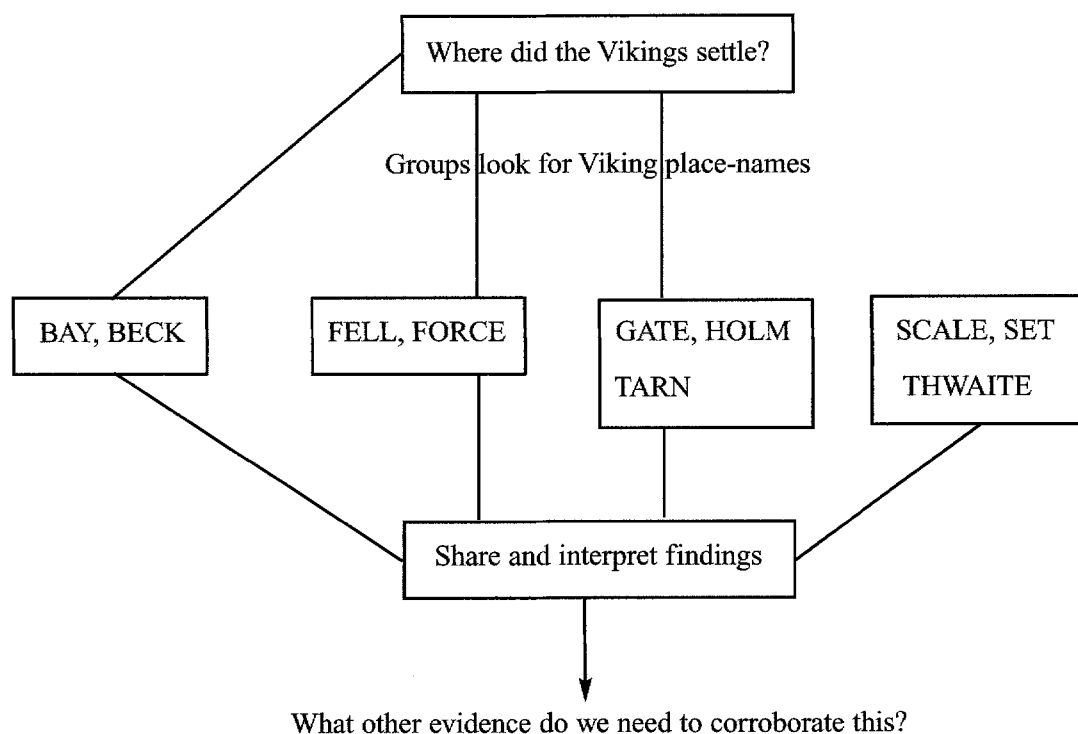 Where did the Vikings settle?
Groups look for Viking place-names
BAY, BECK
FELL, FORCE
GATE, HOLM
TARN
SCALE, SET
THWAITE
Share and interpret findings
What other evidence do we need to corroborate this?